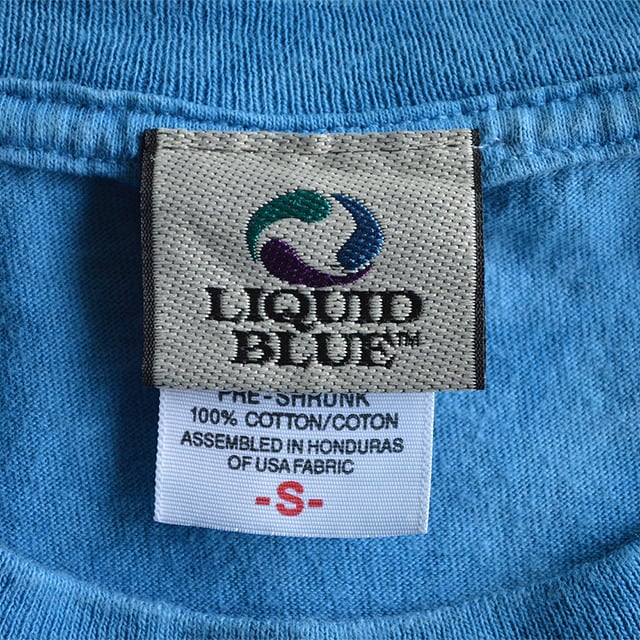 LIQUID
BLUE™
PRE-SHRUNK
100% COTTON/COTON
ASSEMBLED IN HONDURAS
OF USA FABRIC
-S-